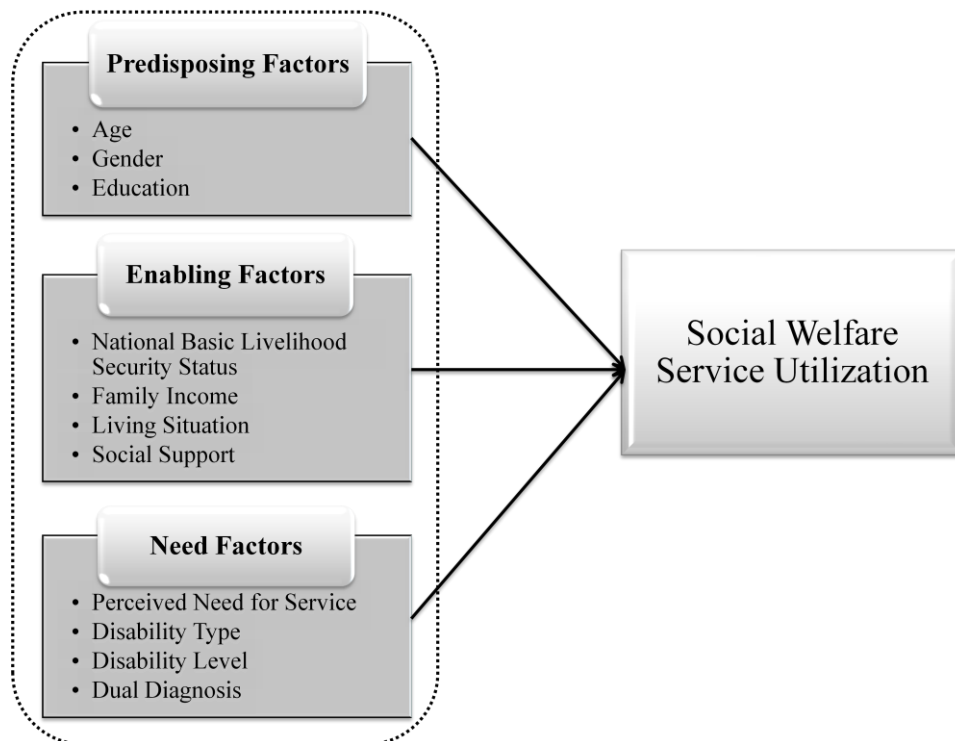 Predisposing Factors
• Age
• Gender
• Education
Enabling Factors
• National Basic Livelihood
Security Status
• Family Income
• Living Situation
• Social Support
Need Factors
• Perceived Need for Service
• Disability Type
• Disability Level
• Dual Diagnosis
Social Welfare
Service Utilization